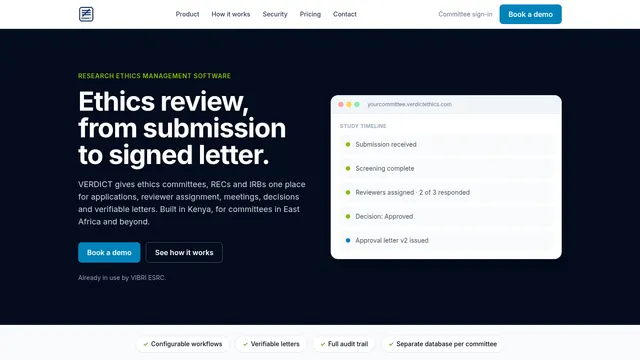 Product
How it works
Security
Pricing
Contact
Committee sign-in
Book a demo
RESEARCH ETHICS MANAGEMENT SOFTWARE
Ethics review,
from submission
to signed letter.
VERDICT gives ethics committees, RECs and IRBs one place
for applications, reviewer assignment, meetings, decisions
and verifiable letters. Built in Kenya, for committees in East
Africa and beyond.
Book a demo
See how it works
Already in use by VIBRI ESRC.
yourcommittee.verdictethics.com
STUDY TIMELINE
Submission received
Screening complete
Reviewers assigned · 2 of 3 responded
Decision: Approved
Approval letter v2 issued
✓ Configurable workflows
✓ Verifiable letters
✓ Full audit trail
✓ Separate database per committee